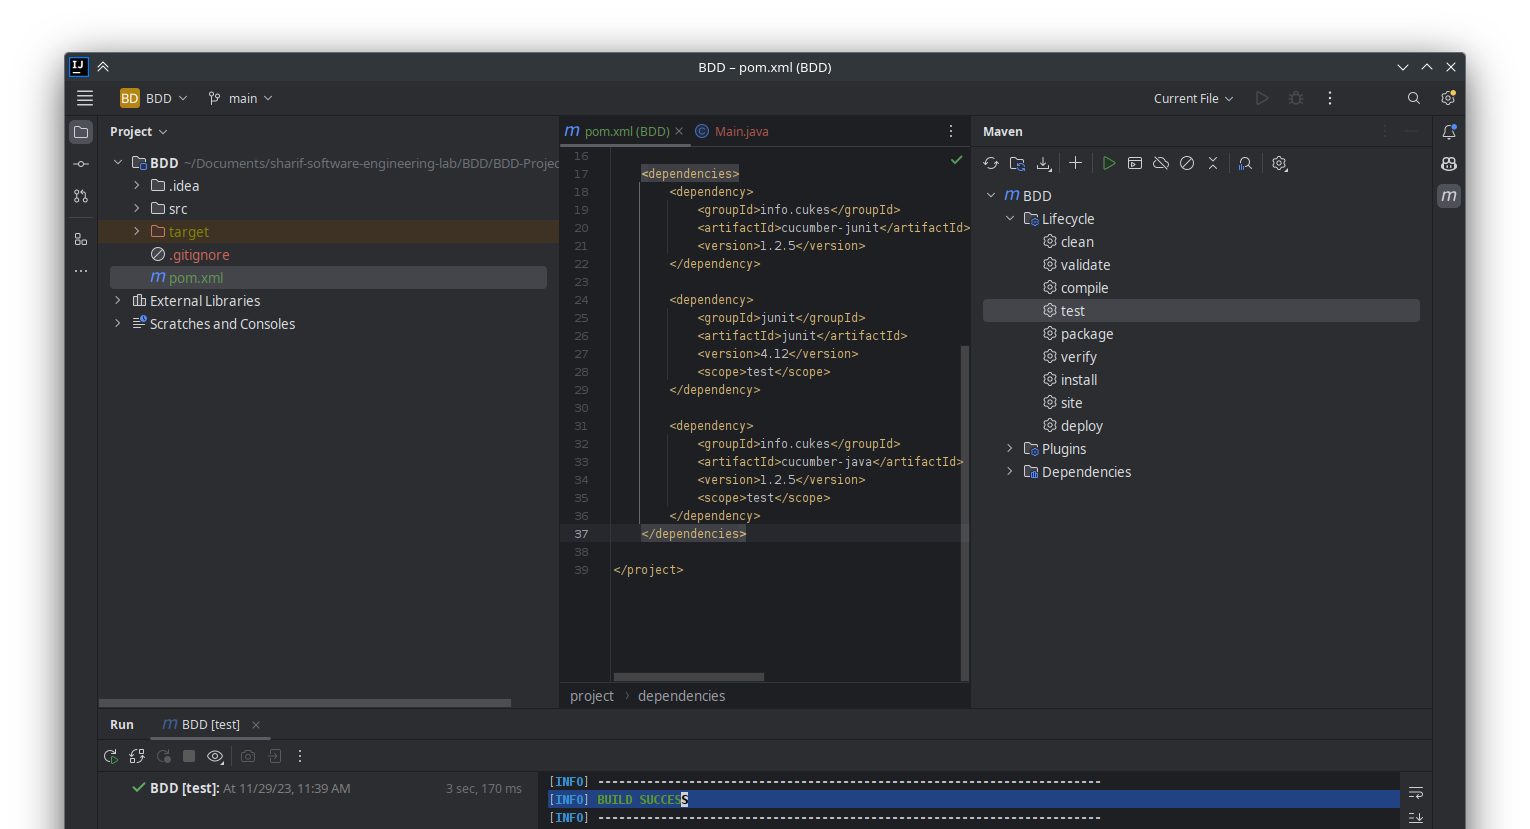 IJ
BDD – pom.xml (BDD)
BD BDD main Current File
Project
BDD ~/Documents/sharif-software-engineering-lab/BDD/BDD-Projec
.idea
src
target
.gitignore
m pom.xml
External Libraries
Scratches and Consoles
m pom.xml (BDD) C Main.java
16
17 <dependencies>
18 <dependency>
19 <groupId>info.cukes</groupId>
20 <artifactId>cucumber-junit</artifactId>
21 <version>1.2.5</version>
22 </dependency>
23
24 <dependency>
25 <groupId>junit</groupId>
26 <artifactId>junit</artifactId>
27 <version>4.12</version>
28 <scope>test</scope>
29 </dependency>
30
31 <dependency>
32 <groupId>info.cukes</groupId>
33 <artifactId>cucumber-java</artifactId>
34 <version>1.2.5</version>
35 <scope>test</scope>
36 </dependency>
37 </dependencies>
38
39 </project>
project › dependencies
Maven
m
m BDD
Lifecycle
clean
validate
compile
test
package
verify
install
site
deploy
Plugins
Dependencies
Run m BDD [test]
BDD [test]: At 11/29/23, 11:39 AM 3 sec, 170 ms
[INFO] ------------------------------------------------------------------------
[INFO] BUILD SUCCESS
[INFO] ------------------------------------------------------------------------